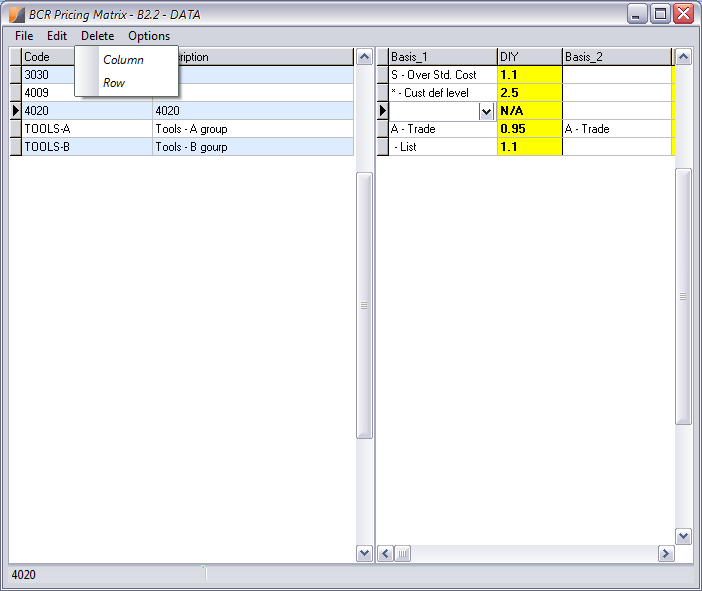 BCR Pricing Matrix - B2.2 - DATA
File Edit Delete Options
Column
Row
Code ription
3030
4009
4020 4020
TOOLS-A Tools - A group
TOOLS-B Tools - B gourp
Basis_1 DIY Basis_2
S - Over Std. Cost 1.1
* - Cust def level 2.5
N/A
A - Trade 0.95 A - Trade
- List 1.1
4020